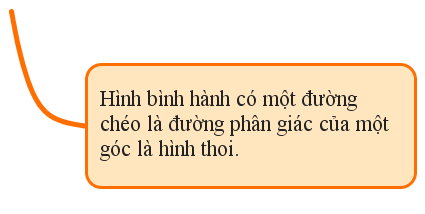 Hình bình hành có một đường
chéo là đường phân giác của một
góc là hình thoi.